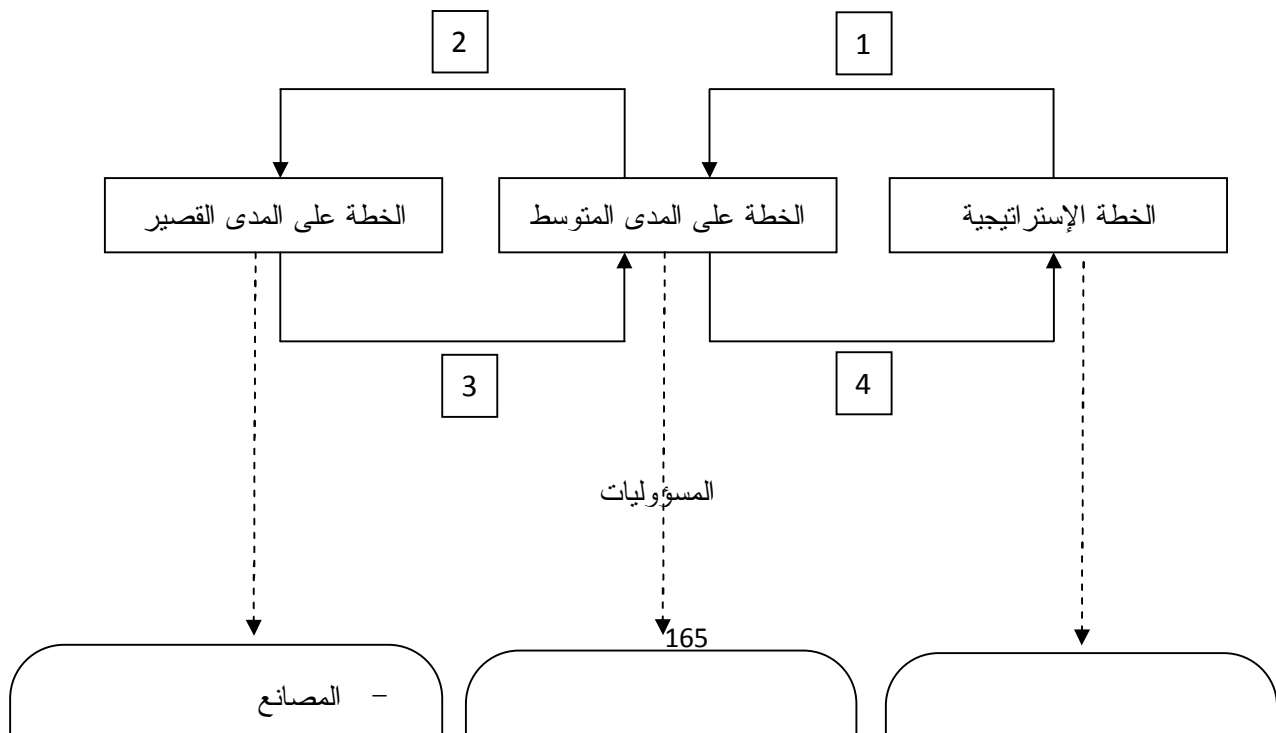 1
2
الخطة الإستراتيجية
الخطة على المدى المتوسط
الخطة على المدى القصير
4
3
المسؤوليات
165
- المصانع